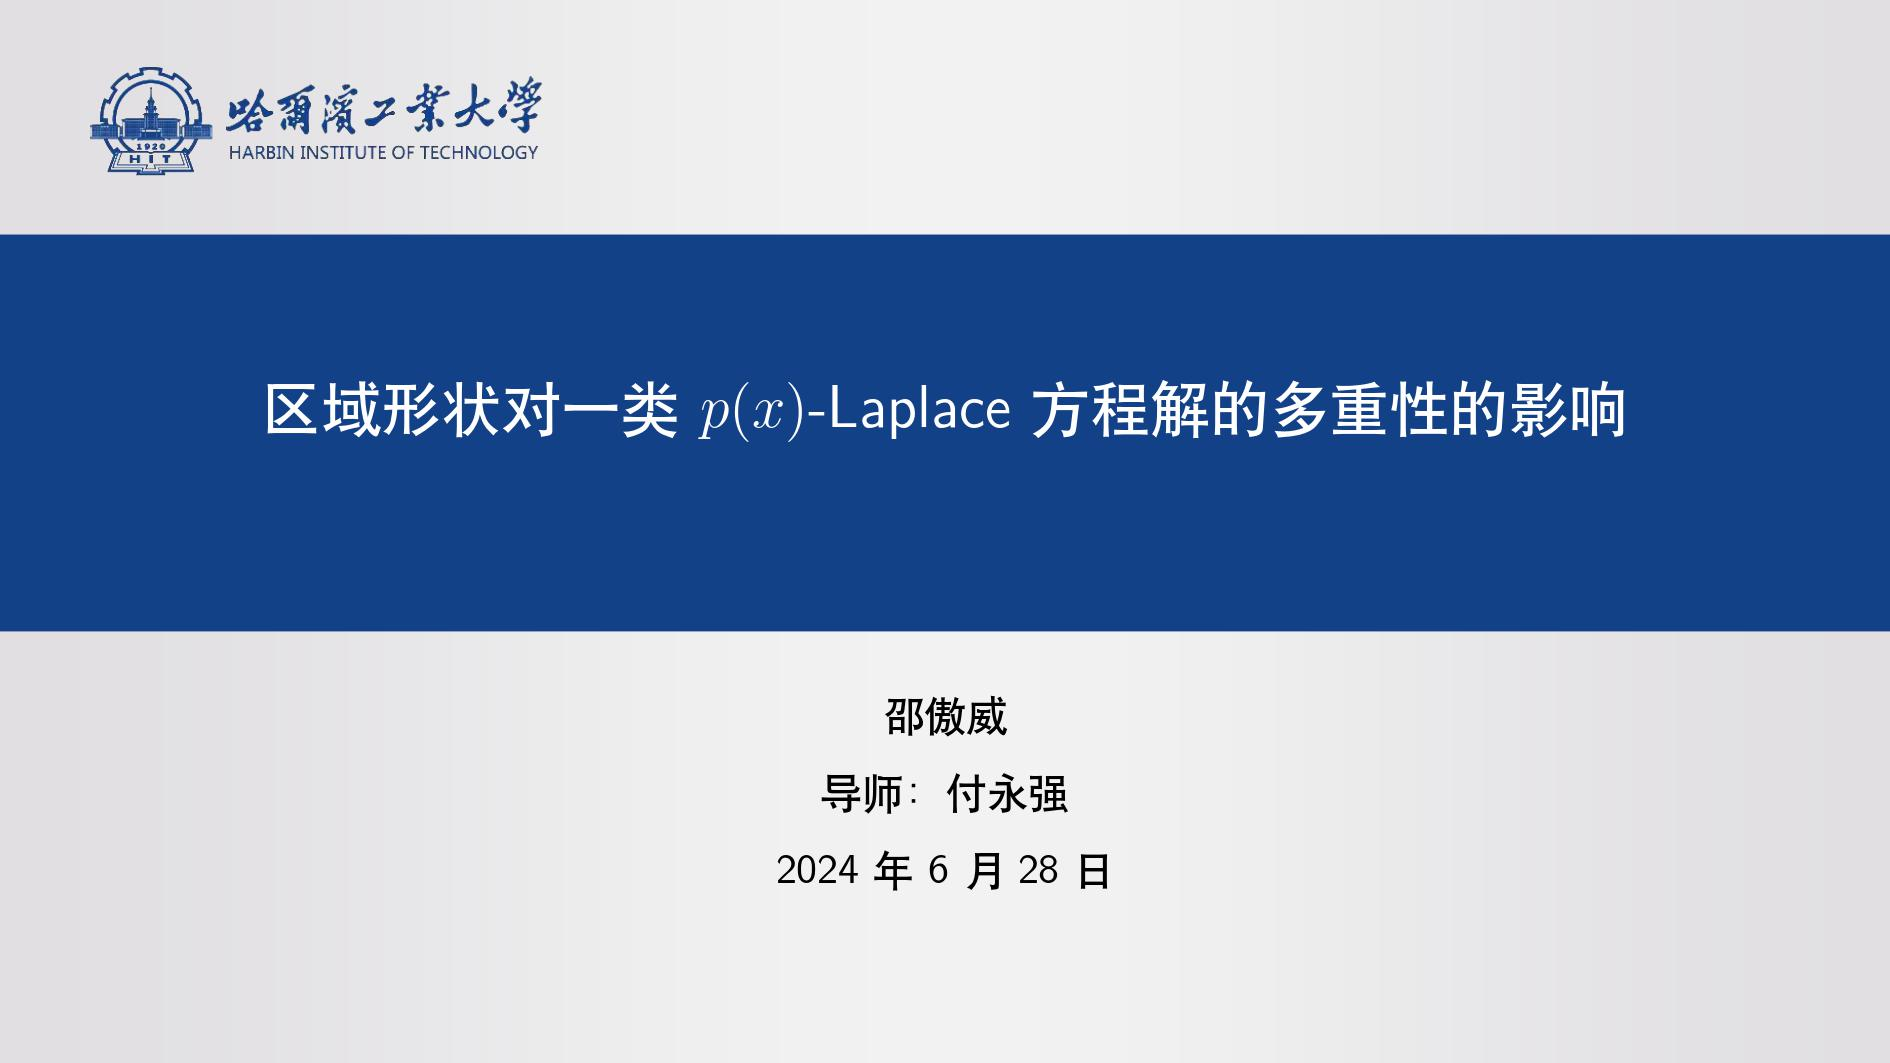 哈爾濱工業大學
HARBIN INSTITUTE OF TECHNOLOGY
1920
HIT
区域形状对一类 p(x)-Laplace 方程解的多重性的影响
邵傲威
导师：付永强
2024 年 6 月 28 日